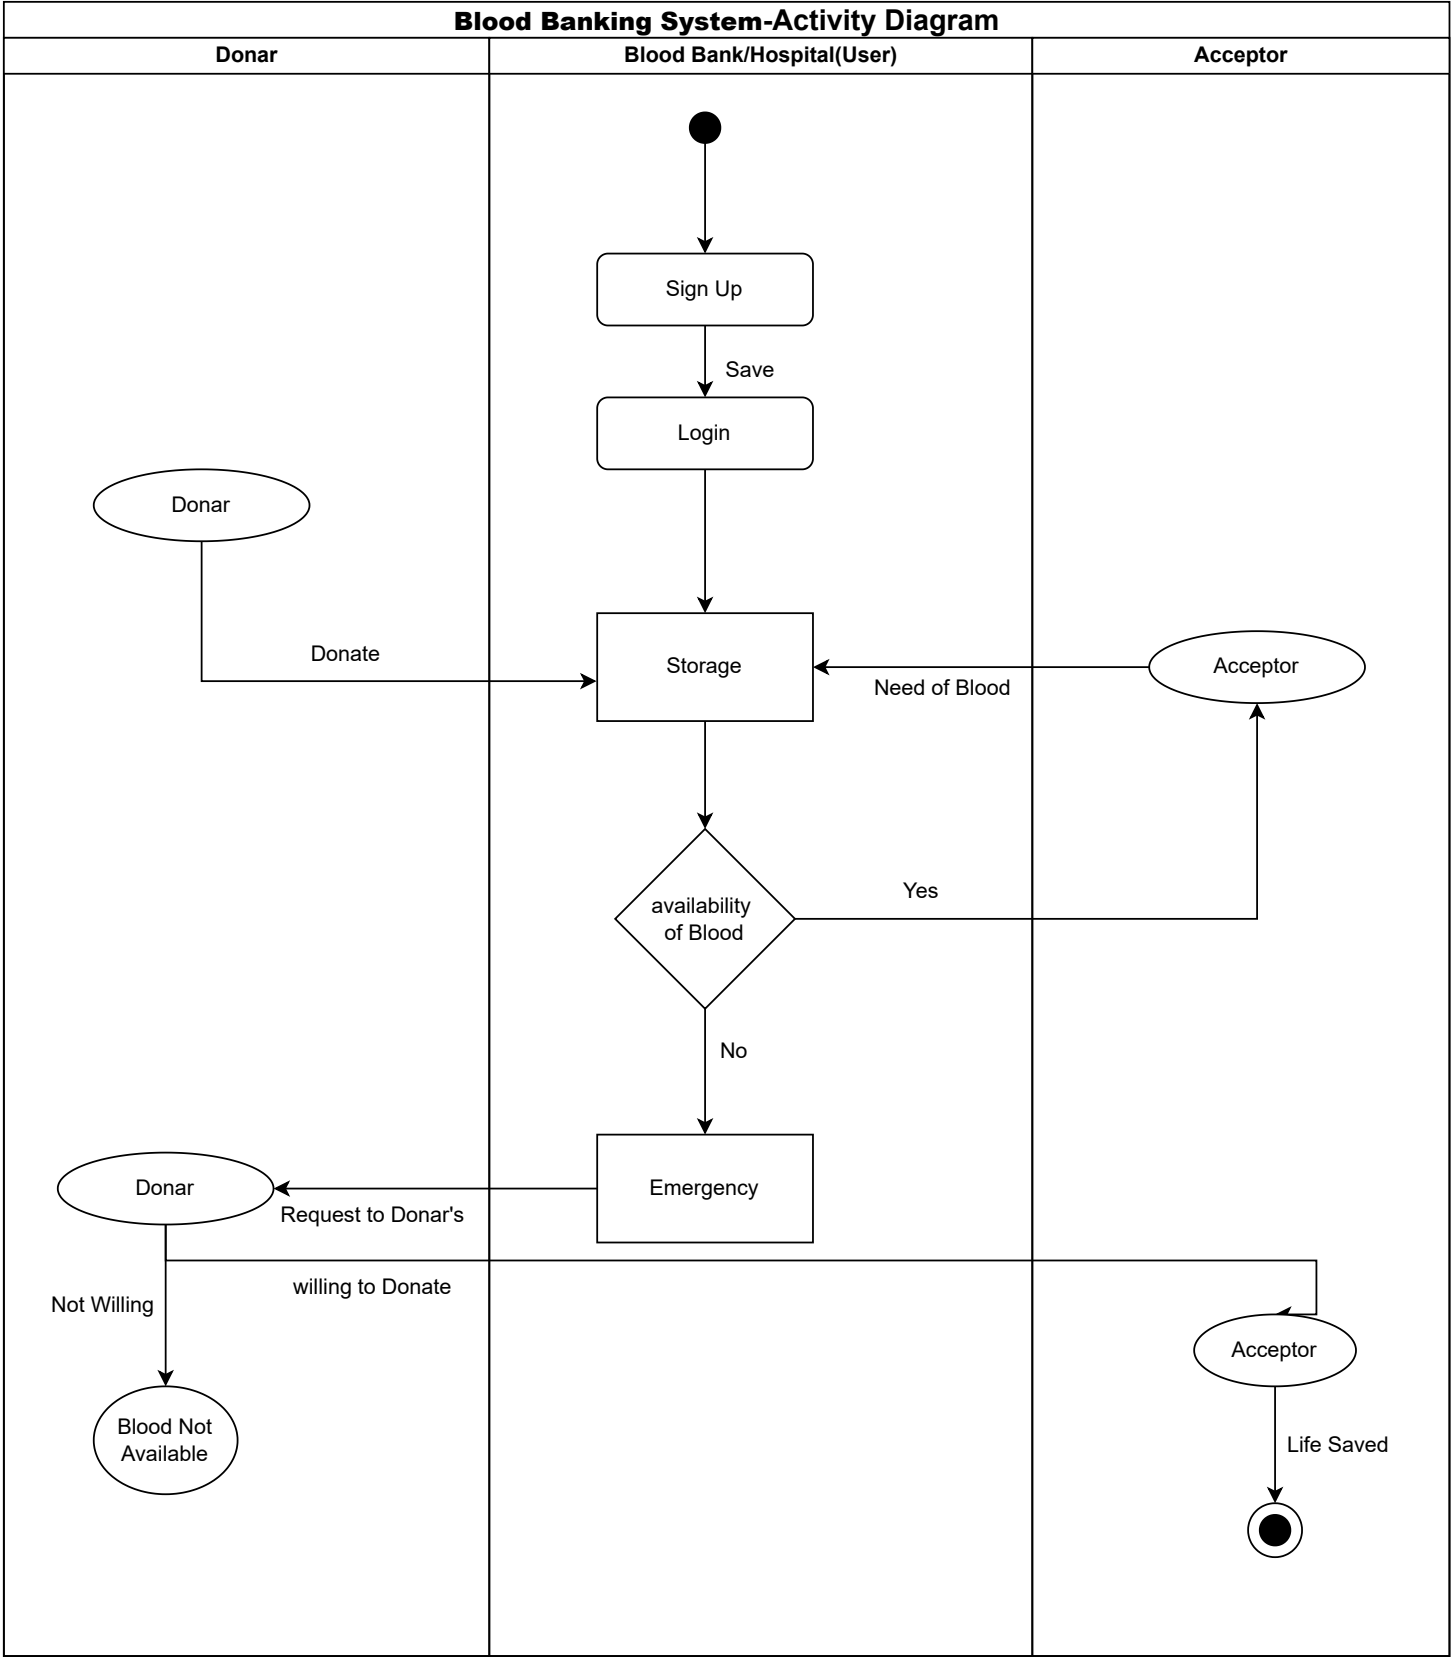 Blood Banking System-Activity Diagram
Donar
Blood Bank/Hospital(User)
Acceptor
Sign Up
Save
Login
Donar
Donate
Storage
Need of Blood
Acceptor
availability
of Blood
Yes
No
Donar
Request to Donar's
Emergency
willing to Donate
Not Willing
Acceptor
Blood Not
Available
Life Saved